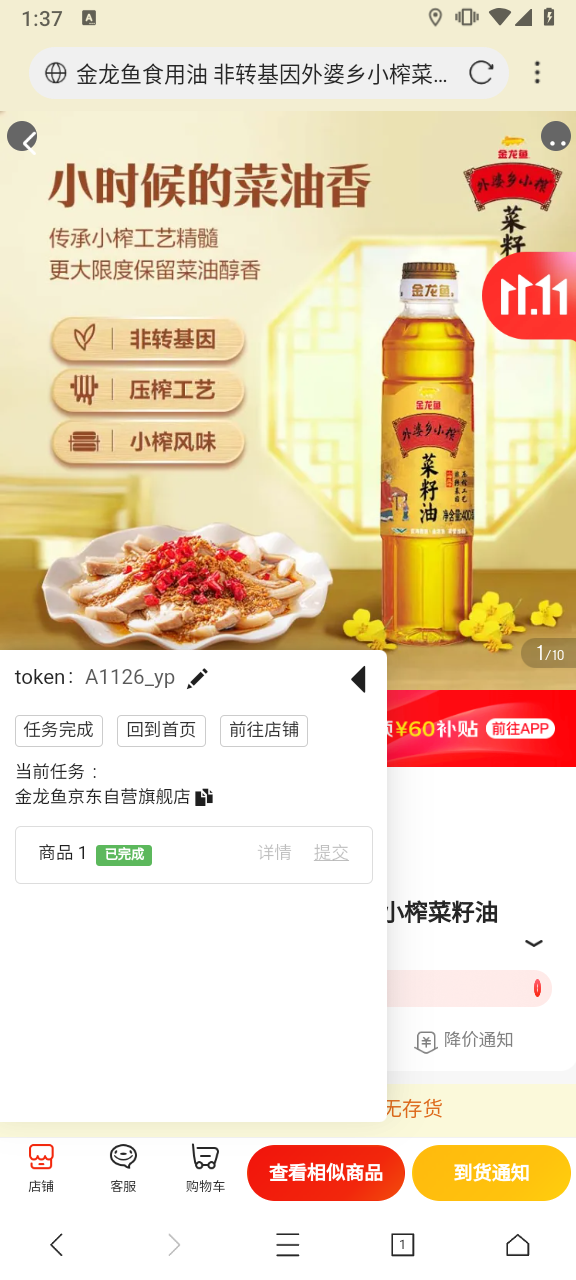 1:37
A
金龙鱼食用油 非转基因外婆乡小榨菜...
小时候的菜油香
传承小榨工艺精髓
更大限度保留菜油醇香
非转基因
压榨工艺
小榨风味
金龙鱼
外婆乡小榨
菜籽
11.11
金龙鱼
金龙鱼
外婆乡小榨
菜籽油
1/10
token: A1126_yp
任务完成
回到首页
前往店铺
¥60补贴
前往APP
当前任务：
金龙鱼京东自营旗舰店
商品 1
已完成
详情
提交
小榨菜籽油
降价通知
无存货
店铺
客服
购物车
查看相似商品
到货通知
1